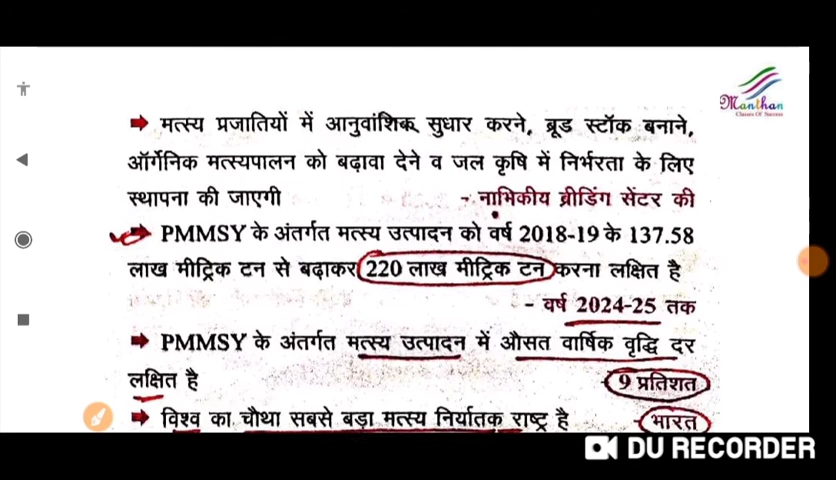 Manthan
Classes Of Success
मत्स्य प्रजातियों में आनुवांशिक सुधार करने, ब्रूड स्टॉक बनाने,
ऑर्गेनिक मत्स्यपालन को बढ़ावा देने व जल कृषि में निर्भरता के लिए
स्थापना की जाएगी - नाभिकीय ब्रीडिंग सेंटर की
PMMSY के अंतर्गत मत्स्य उत्पादन को वर्ष 2018-19 के 137.58
लाख मीट्रिक टन से बढ़ाकर 220 लाख मीट्रिक टन करना लक्षित है
- वर्ष 2024-25 तक
PMMSY के अंतर्गत मत्स्य उत्पादन में औसत वार्षिक वृद्धि दर
लक्षित है - 9 प्रतिशत
विश्व का चौथा सबसे बड़ा मत्स्य निर्यातक राष्ट्र है - भारत
DU RECORDER